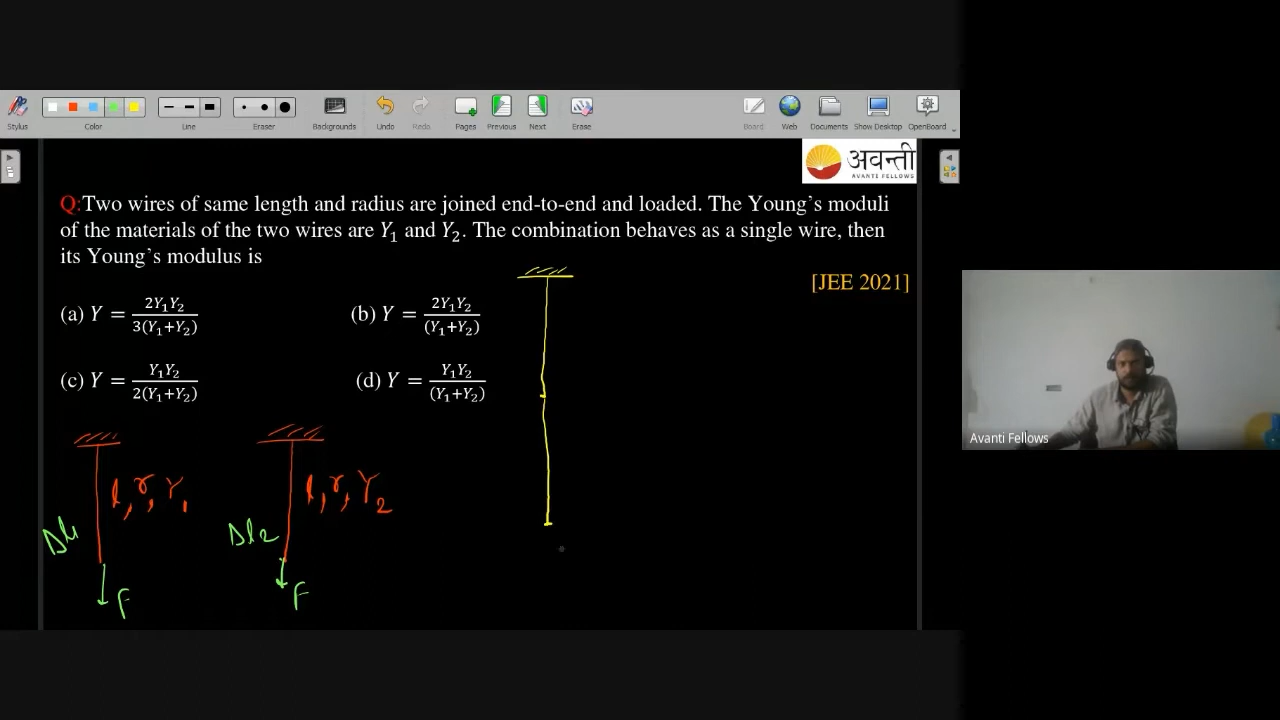 Stylus
Color
Line
Eraser
Backgrounds
Undo
Redo
Pages
Previous
Next
Erase
Board
Web
Documents
Show Desktop
OpenBoard
अवन्ती
AVANTI FELLOWS
Q:Two wires of same length and radius are joined end-to-end and loaded. The Young's moduli
of the materials of the two wires are Y₁ and Y₂. The combination behaves as a single wire, then
its Young's modulus is
[JEE 2021]
(a) Y = 2Y₁Y₂/3(Y₁+Y₂)
(b) Y = 2Y₁Y₂/(Y₁+Y₂)
(c) Y = Y₁Y₂/2(Y₁+Y₂)
(d) Y = Y₁Y₂/(Y₁+Y₂)
l, r, Y₁
l, r, Y₂
Δl₁
Δl₂
F
F
Avanti Fellows